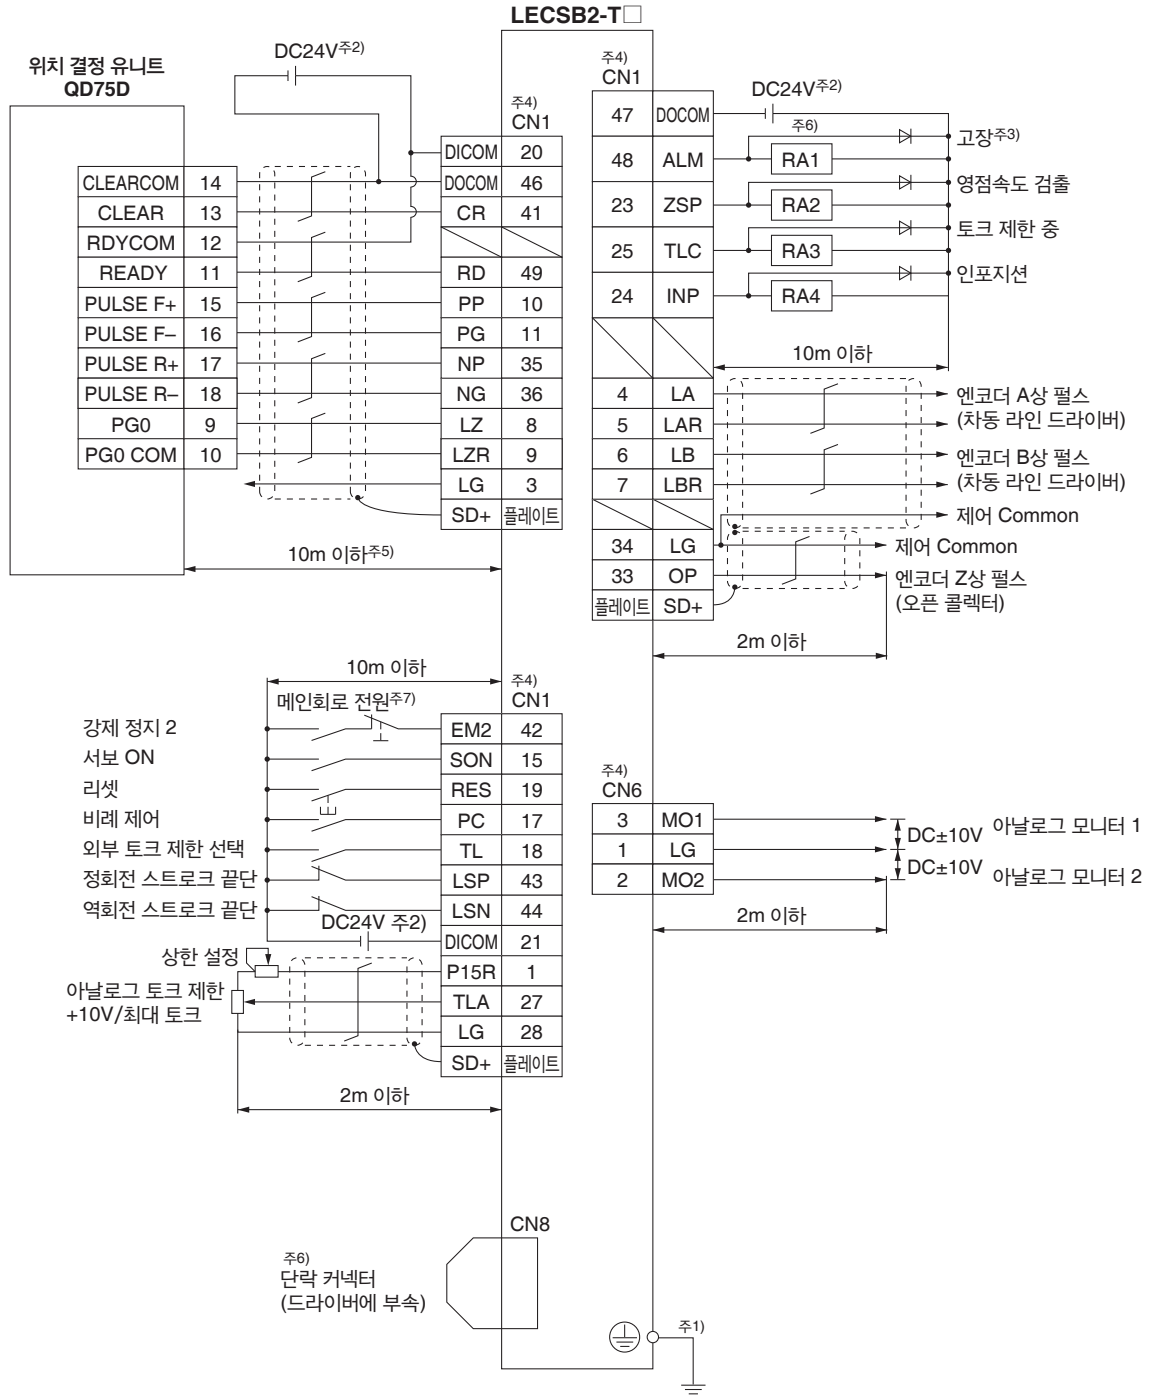 LECSB2-T□
위치 결정 유니트
QD75D
DC24V주2)
주4)
CN1
DICOM 20
CLEARCOM 14 DOCOM 46
CLEAR 13 CR 41
RDYCOM 12
READY 11 RD 49
PULSE F+ 15 PP 10
PULSE F– 16 PG 11
PULSE R+ 17 NP 35
PULSE R– 18 NG 36
PG0 9 LZ 8
PG0 COM 10 LZR 9
LG 3
SD+ 플레이트
10m 이하주5)
주4)
CN1
DC24V주2)
47 DOCOM
주6)
고장주3)
48 ALM RA1
영점속도 검출
23 ZSP RA2
토크 제한 중
25 TLC RA3
인포지션
24 INP RA4
10m 이하
4 LA 엔코더 A상 펄스
5 LAR (차동 라인 드라이버)
6 LB 엔코더 B상 펄스
7 LBR (차동 라인 드라이버)
제어 Common
34 LG 제어 Common
33 OP 엔코더 Z상 펄스
(오픈 콜렉터)
플레이트 SD+
2m 이하
10m 이하
주4)
CN1
메인회로 전원주7)
강제 정지 2 EM2 42
서보 ON SON 15
리셋 RES 19
비례 제어 PC 17
외부 토크 제한 선택 TL 18
정회전 스트로크 끝단 LSP 43
역회전 스트로크 끝단 LSN 44
DC24V 주2)
DICOM 21
상한 설정
P15R 1
아날로그 토크 제한
+10V/최대 토크
TLA 27
LG 28
SD+ 플레이트
2m 이하
주4)
CN6
3 MO1 아날로그 모니터 1
DC±10V
1 LG
DC±10V
2 MO2 아날로그 모니터 2
2m 이하
CN8
주6)
단락 커넥터
(드라이버에 부속)
주1)